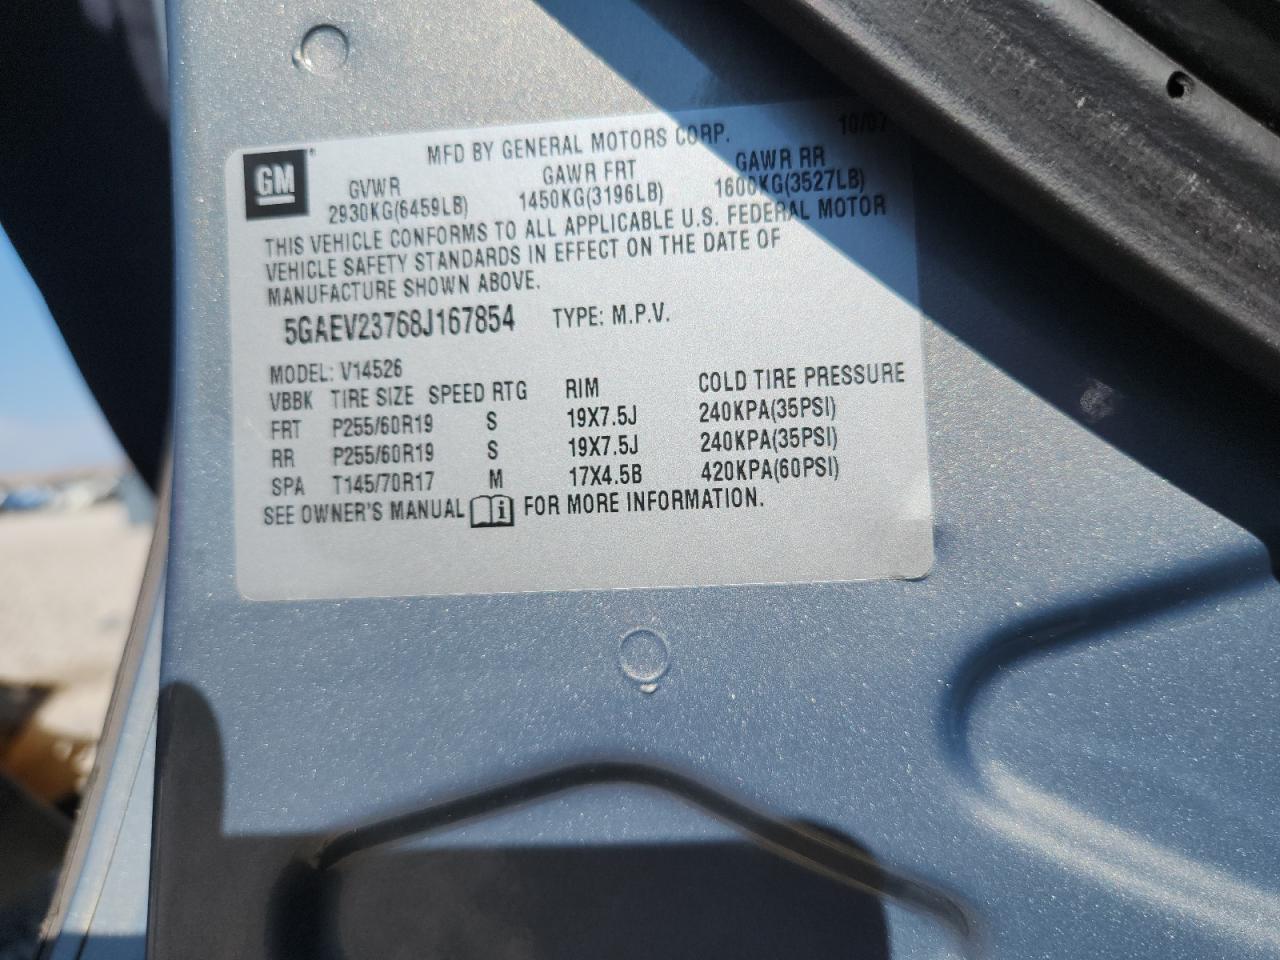 MFD BY GENERAL MOTORS CORP. 10/07
GM
GVWR GAWR FRT GAWR RR
2930KG(6459LB) 1450KG(3196LB) 1600KG(3527LB)
THIS VEHICLE CONFORMS TO ALL APPLICABLE U.S. FEDERAL MOTOR
VEHICLE SAFETY STANDARDS IN EFFECT ON THE DATE OF
MANUFACTURE SHOWN ABOVE.
5GAEV23768J167854 TYPE: M.P.V.
MODEL: V14526
VBBK TIRE SIZE SPEED RTG RIM COLD TIRE PRESSURE
FRT P255/60R19 S 19X7.5J 240KPA(35PSI)
RR P255/60R19 S 19X7.5J 240KPA(35PSI)
SPA T145/70R17 M 17X4.5B 420KPA(60PSI)
SEE OWNER'S MANUAL i FOR MORE INFORMATION.